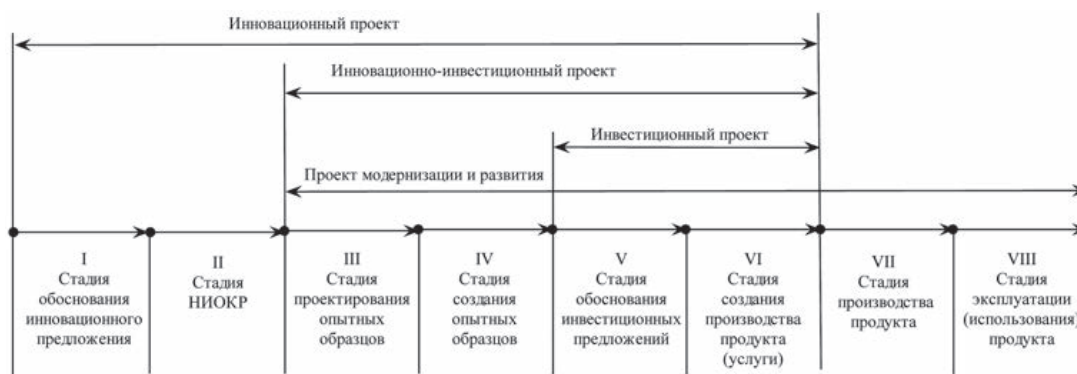 Инновационный проект
Инновационно-инвестиционный проект
Инвестиционный проект
Проект модернизации и развития
I
Стадия
обоснования
инновационного
предложения
II
Стадия
НИОКР
III
Стадия
проектирования
опытных
образцов
IV
Стадия
создания
опытных
образцов
V
Стадия
обоснования
инвестиционных
предложений
VI
Стадия
создания
производства
продукта
(услуги)
VII
Стадия
производства
продукта
VIII
Стадия
эксплуатации
(использования)
продукта